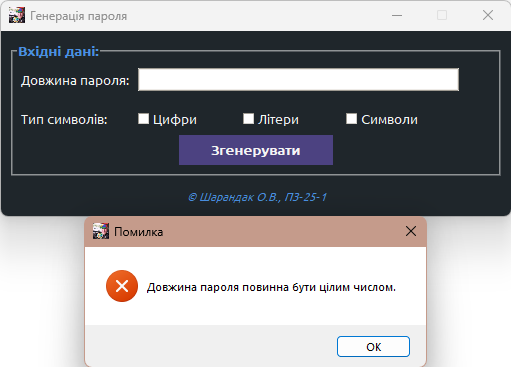 Генерація пароля
Вхідні дані:
Довжина пароля:
Тип символів: Цифри Літери Символи
Згенерувати
© Шарандак О.В., ПЗ-25-1
Помилка
Довжина пароля повинна бути цілим числом.
OK